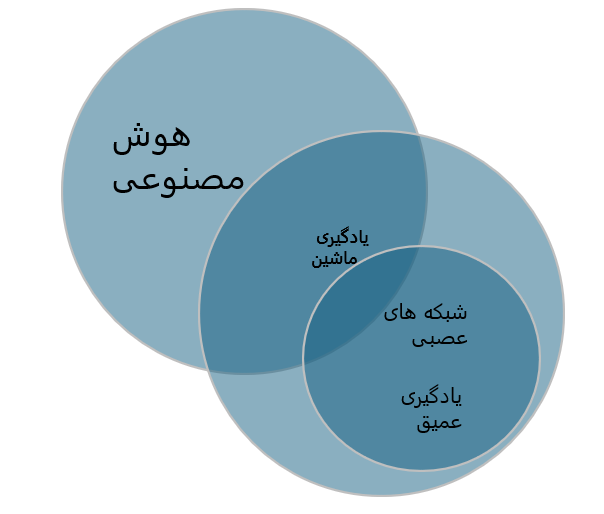 هوش
مصنوعی
یادگیری
ماشین
شبکه های
عصبی
یادگیری
عمیق